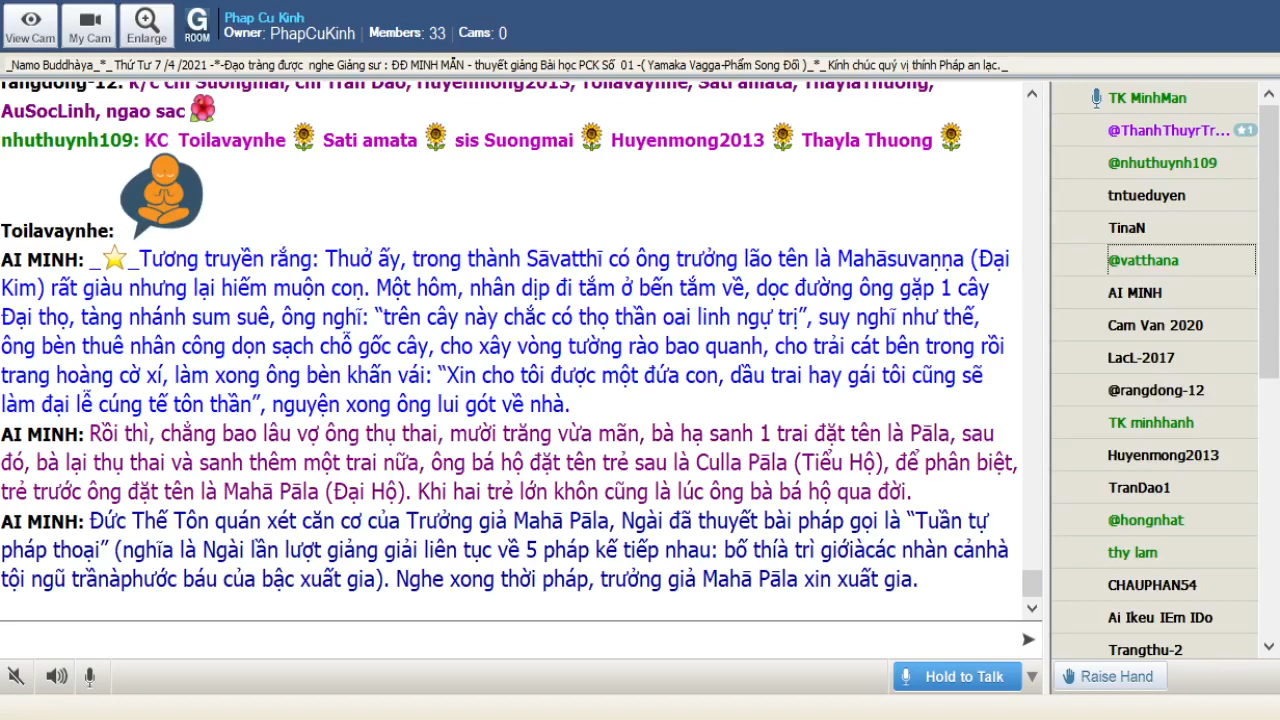 View Cam
My Cam
Enlarge
G
ROOM
Phap Cu Kinh
Owner: PhapCuKinh
Members: 33
Cams: 0
_Namo Buddhàya_*_ Thứ Tư 7 /4 /2021 -*-Đạo tràng được nghe Giảng sư : ĐĐ MINH MẪN - thuyết giảng Bài học PCK Số 01 -( Yamaka Vagga-Phẩm Song Đối )_*_ Kính chúc quý vị thính Pháp an lạc._
rangdong-12: k/c chi Suongmai, chi Tran Dao, Huyenmong2013, Toilavaynhe, Sati amata, ThaylaThuong,
AuSocLinh, ngao sac
nhuthuynh109: KC Toilavaynhe Sati amata sis Suongmai Huyenmong2013 Thayla Thuong
Toilavaynhe:
AI MINH: _ _Tương truyền rằng: Thuở ấy, trong thành Sāvatthī có ông trưởng lão tên là Mahāsuvaṇṇa (Đại
Kim) rất giàu nhưng lại hiếm muộn coṇ. Một hôm, nhân dịp đi tắm ở bến tắm về, dọc đường ông gặp 1 cây
Đại thọ, tàng nhánh sum suê, ông nghĩ: “trên cây này chắc có thọ thần oai linh ngự trị”, suy nghĩ như thế,
ông bèn thuê nhân công dọn sạch chỗ gốc cây, cho xây vòng tường rào bao quanh, cho trải cát bên trong rồi
trang hoàng cờ xí, làm xong ông bèn khấn vái: “Xin cho tôi được một đứa con, dầu trai hay gái tôi cũng sẽ
làm đại lễ cúng tế tôn thần”, nguyện xong ông lui gót về nhà.
AI MINH: Rồi thì, chẳng bao lâu vợ ông thụ thai, mười trăng vừa mãn, bà hạ sanh 1 trai đặt tên là Pāla, sau
đó, bà lại thụ thai và sanh thêm một trai nữa, ông bá hộ đặt tên trẻ sau là Culla Pāla (Tiểu Hộ), để phân biệt,
trẻ trước ông đặt tên là Mahā Pāla (Đại Hộ). Khi hai trẻ lớn khôn cũng là lúc ông bà bá hộ qua đời.
AI MINH: Đức Thế Tôn quán xét căn cơ của Trưởng giả Mahā Pāla, Ngài đã thuyết bài pháp gọi là “Tuần tự
pháp thoại” (nghĩa là Ngài lần lượt giảng giải liên tục về 5 pháp kế tiếp nhau: bố thíà trì giớiàcác nhàn cảnhà
tội ngũ trầnàphước báu của bậc xuất gia). Nghe xong thời pháp, trưởng giả Mahā Pāla xin xuất gia.
Hold to Talk
TK MinhMan
@ThanhThuyrTr...
1
@nhuthuynh109
tntueduyen
TinaN
@vatthana
AI MINH
Cam Van 2020
LacL-2017
@rangdong-12
TK minhhanh
Huyenmong2013
TranDao1
@hongnhat
thy lam
CHAUPHAN54
Ai Ikeu IEm IDo
Trangthu-2
Raise Hand